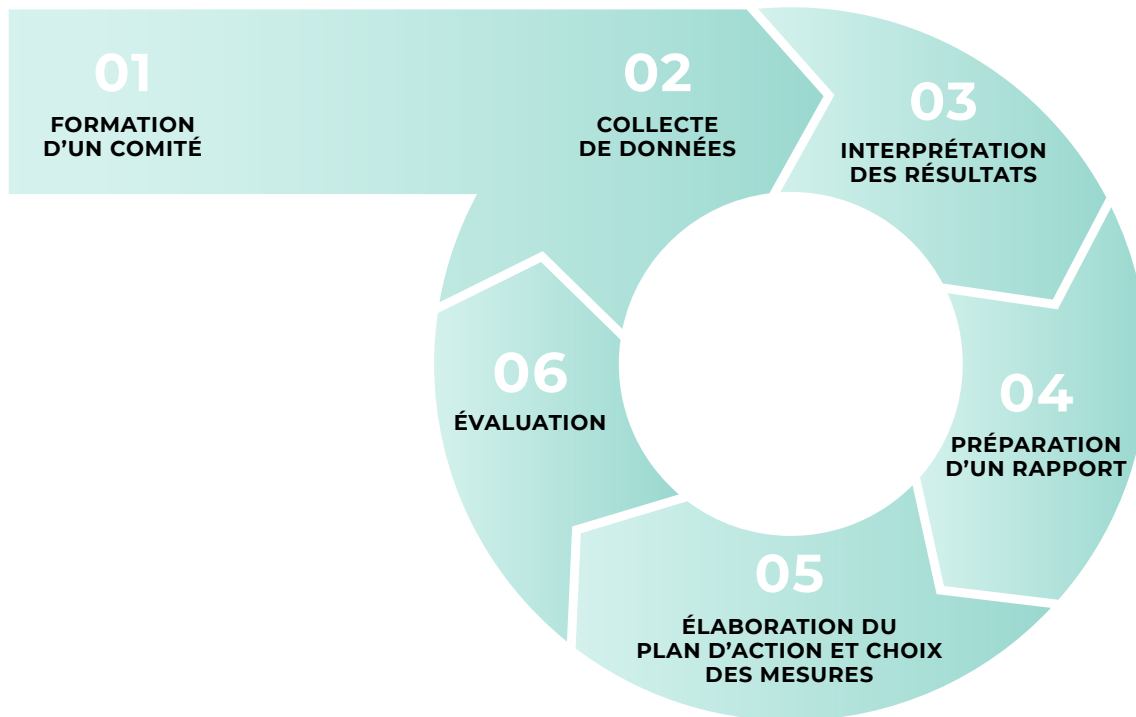 01
FORMATION
D’UN COMITÉ
02
COLLECTE
DE DONNÉES
03
INTERPRÉTATION
DES RÉSULTATS
04
PRÉPARATION
D’UN RAPPORT
05
ÉLABORATION DU
PLAN D’ACTION ET CHOIX
DES MESURES
06
ÉVALUATION